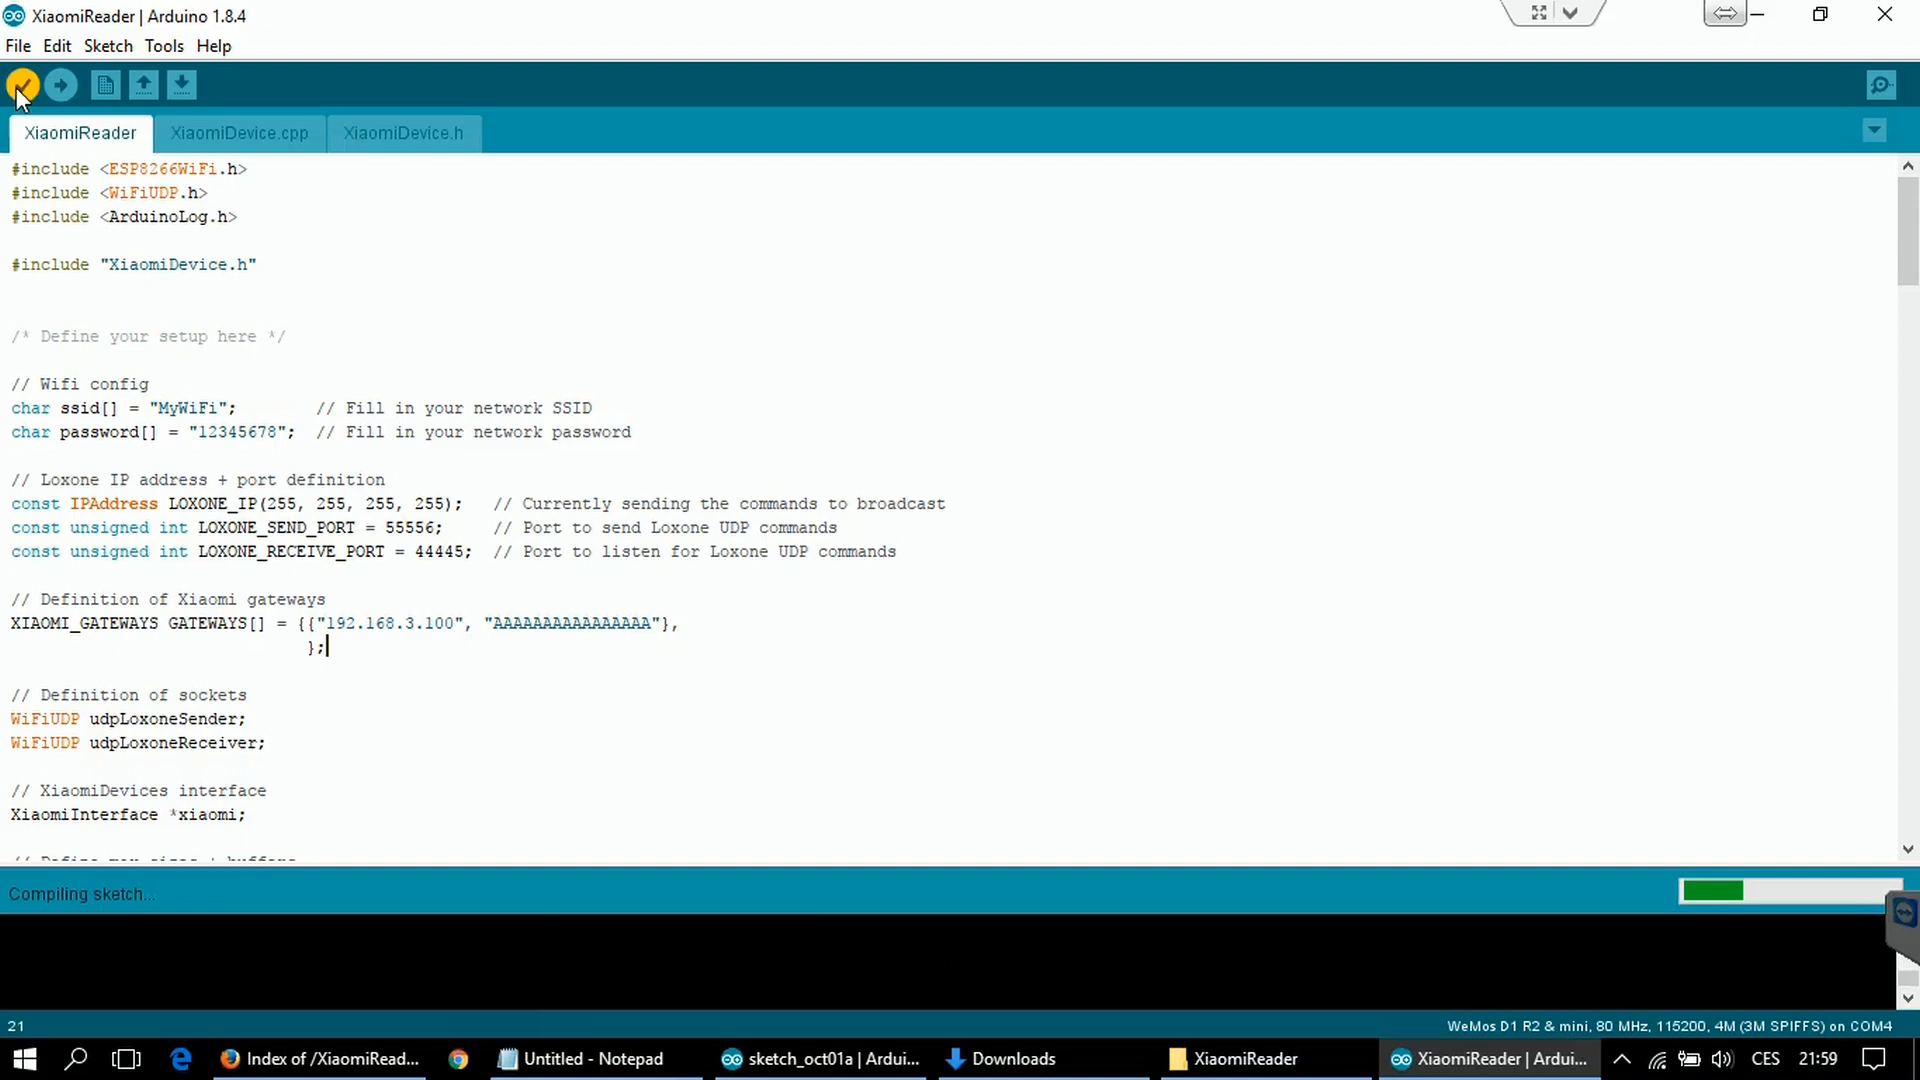 XiaomiReader | Arduino 1.8.4
File Edit Sketch Tools Help
XiaomiReader XiaomiDevice.cpp XiaomiDevice.h
#include <ESP8266WiFi.h>
#include <WiFiUDP.h>
#include <ArduinoLog.h>
#include "XiaomiDevice.h"
/* Define your setup here */
// Wifi config
char ssid[] = "MyWiFi"; // Fill in your network SSID
char password[] = "12345678"; // Fill in your network password
// Loxone IP address + port definition
const IPAddress LOXONE_IP(255, 255, 255, 255); // Currently sending the commands to broadcast
const unsigned int LOXONE_SEND_PORT = 55556; // Port to send Loxone UDP commands
const unsigned int LOXONE_RECEIVE_PORT = 44445; // Port to listen for Loxone UDP commands
// Definition of Xiaomi gateways
XIAOMI_GATEWAYS GATEWAYS[] = {{"192.168.3.100", "AAAAAAAAAAAAAAAA"},
};
// Definition of sockets
WiFiUDP udpLoxoneSender;
WiFiUDP udpLoxoneReceiver;
// XiaomiDevices interface
XiaomiInterface *xiaomi;
// Define max sizes + buffers
Compiling sketch...
21 WeMos D1 R2 & mini, 80 MHz, 115200, 4M (3M SPIFFS) on COM4
Index of /XiaomiRead... Untitled - Notepad sketch_oct01a | Arduin... Downloads XiaomiReader XiaomiReader | Ardui... CES 21:59